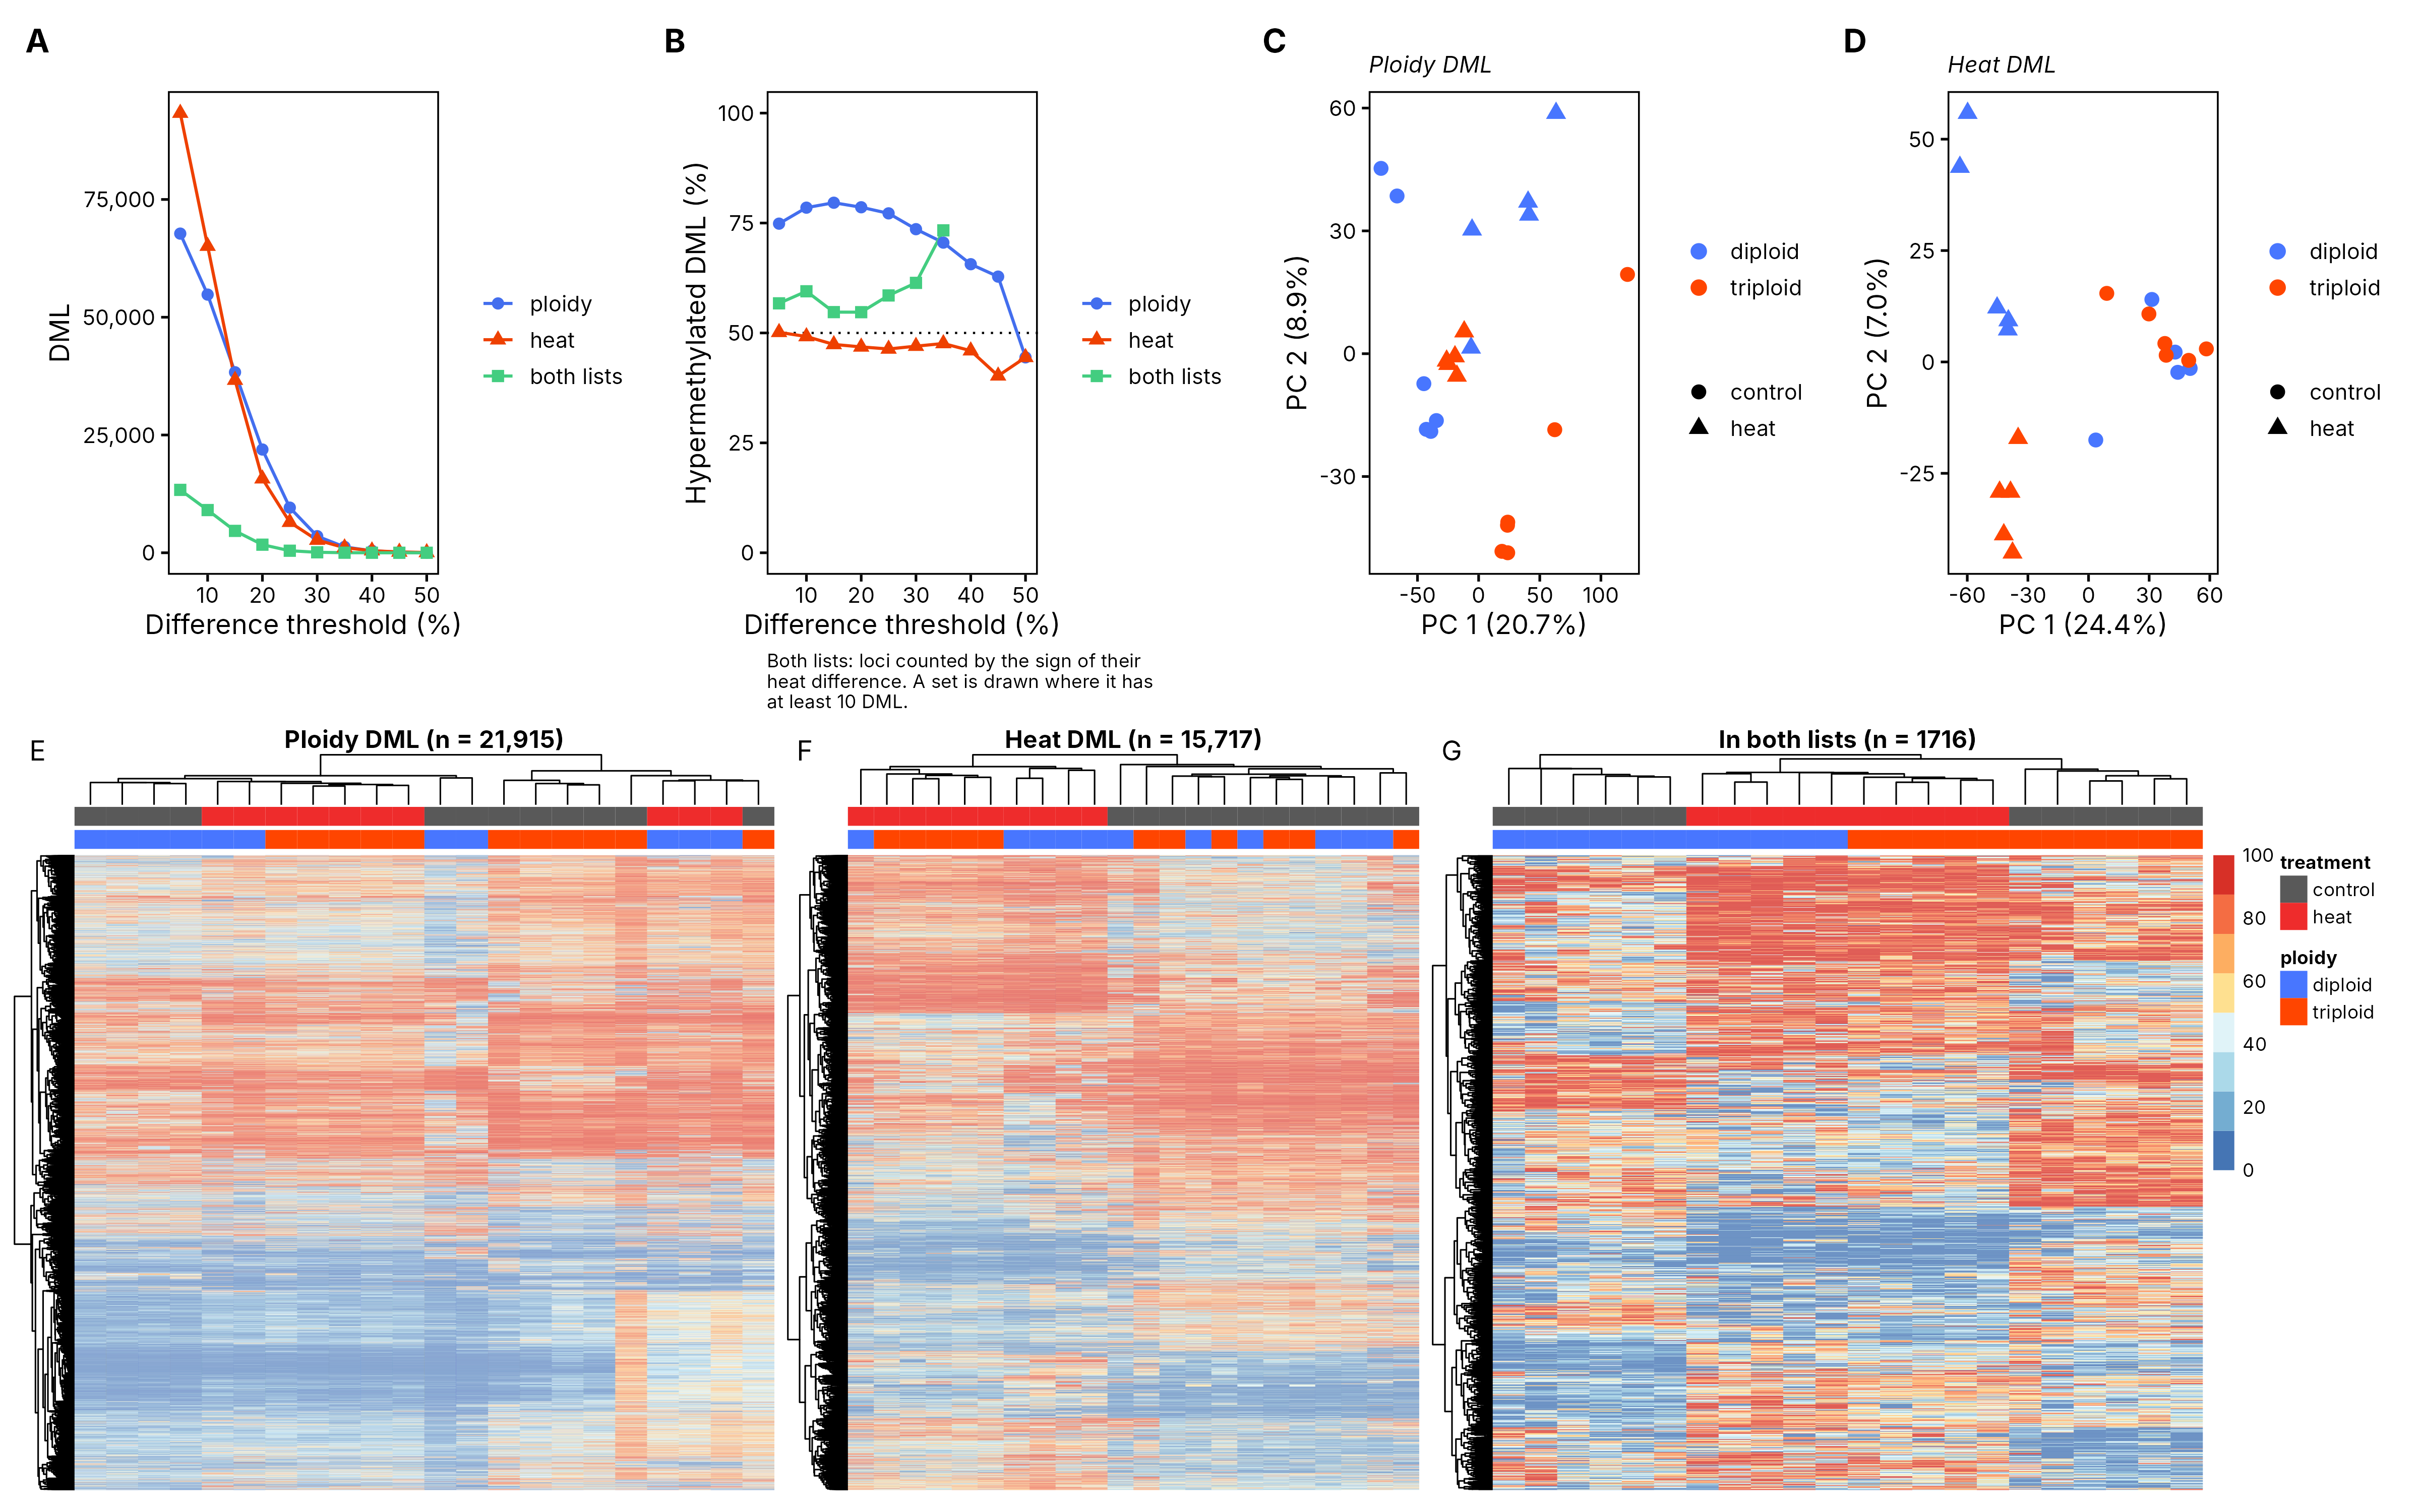 A
DML
75,000
50,000
25,000
0
10 20 30 40 50
Difference threshold (%)
ploidy
heat
both lists
B
Hypermethylated DML (%)
100
75
50
25
0
10 20 30 40 50
Difference threshold (%)
ploidy
heat
both lists
Both lists: loci counted by the sign of their
heat difference. A set is drawn where it has
at least 10 DML.
C
Ploidy DML
PC 2 (8.9%)
60
30
0
-30
-50 0 50 100
PC 1 (20.7%)
diploid
triploid
control
heat
D
Heat DML
PC 2 (7.0%)
50
25
0
-25
-60 -30 0 30 60
PC 1 (24.4%)
diploid
triploid
control
heat
E
Ploidy DML (n = 21,915)
F
Heat DML (n = 15,717)
G
In both lists (n = 1716)
100
80
60
40
20
0
treatment
control
heat
ploidy
diploid
triploid